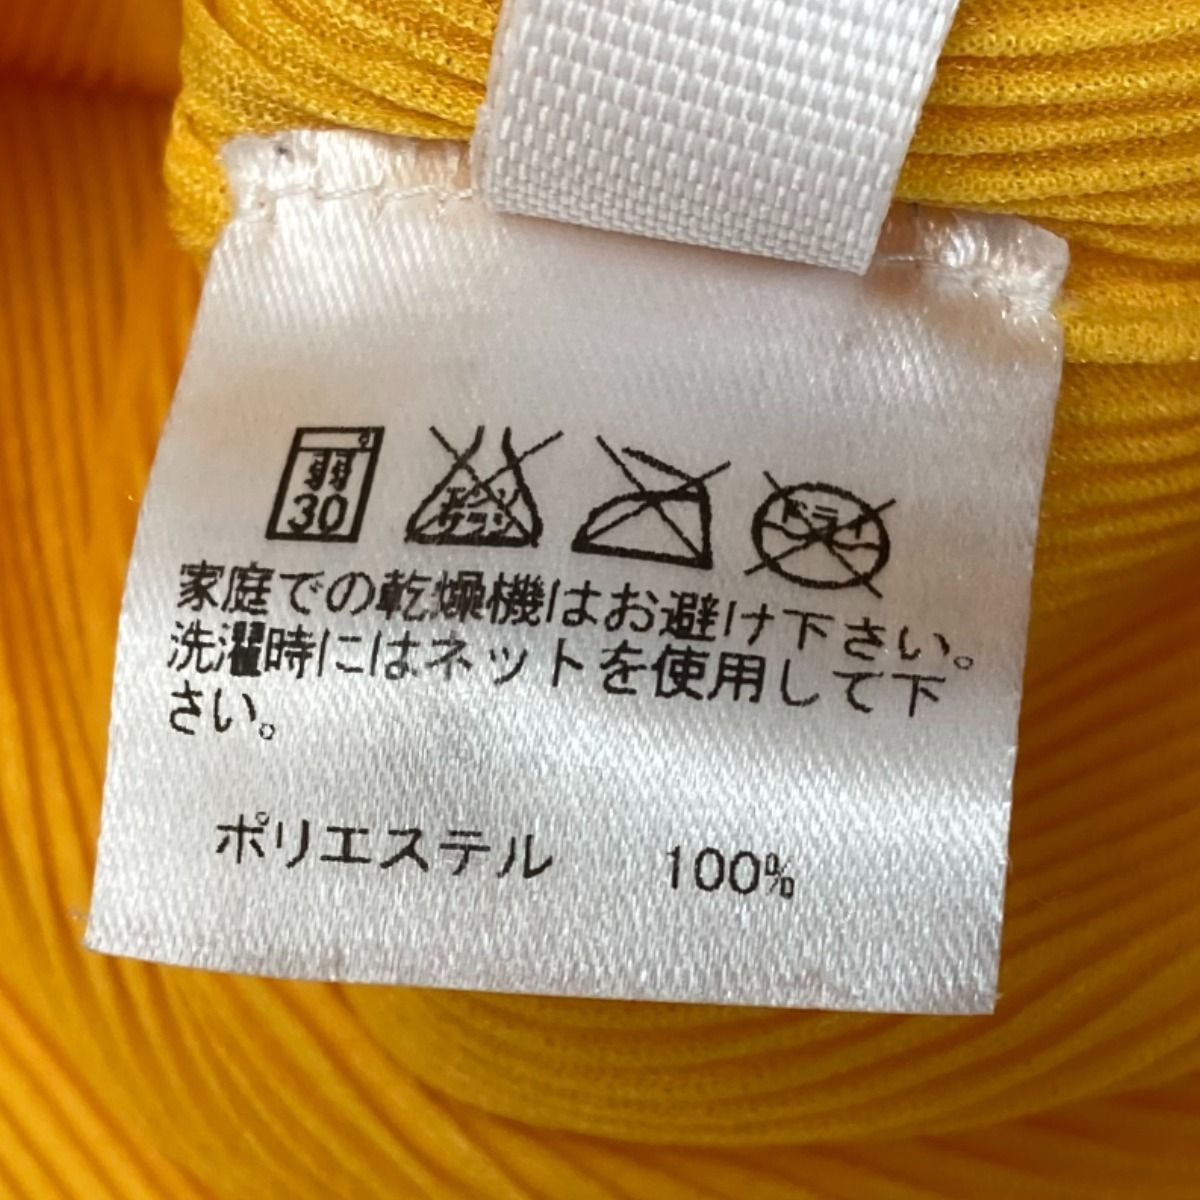 弱
30
エンソ
サラシ
ドライ
家庭での乾燥機はお避け下さい。
洗濯時にはネットを使用して下
さい。
ポリエステル 100%